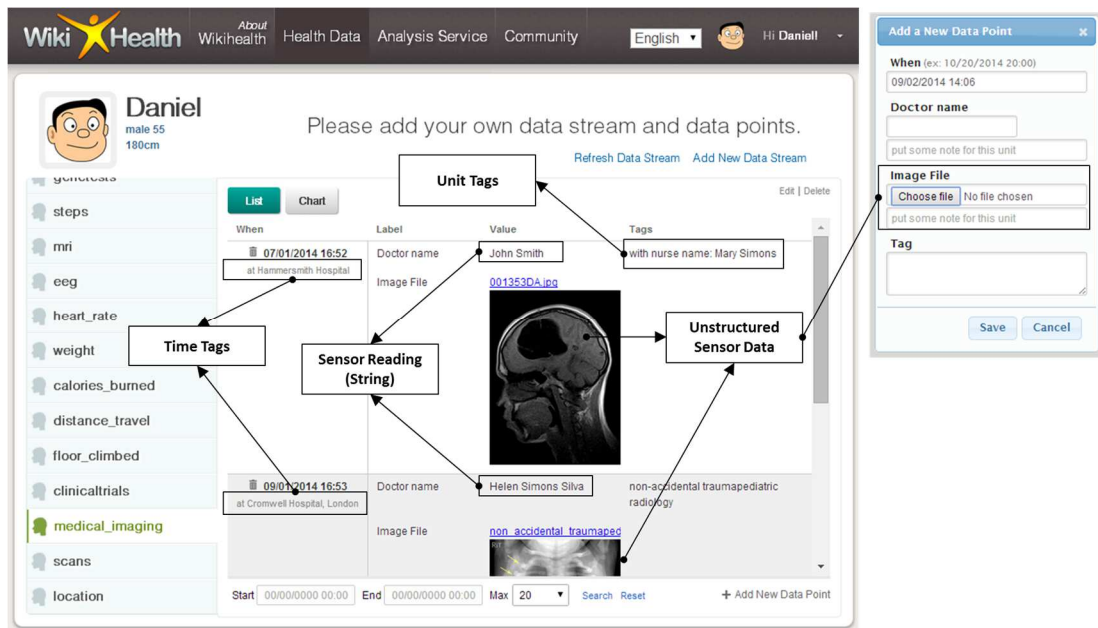 Wiki Health
About
Wikihealth
Health Data
Analysis Service
Community
English
Hi Daniel!
Daniel
male 55
180cm
Please add your own data stream and data points.
Refresh Data Stream Add New Data Stream
genetests
steps
mri
eeg
heart_rate
weight
calories_burned
distance_travel
floor_climbed
clinicaltrials
medical_imaging
scans
location
List
Chart
Edit | Delete
When Label Value Tags
07/01/2014 16:52 Doctor name John Smith with nurse name: Mary Simons
at Hammersmith Hospital
Image File 001353DA.jpg
09/01/2014 16:53 Doctor name Helen Simons Silva non-accidental traumapediatric
at Cromwell Hospital, London radiology
Image File non_accidental_traumaped
Start 00/00/0000 00:00 End 00/00/0000 00:00 Max 20 Search Reset + Add New Data Point
Unit Tags
Time Tags
Sensor Reading
(String)
Unstructured
Sensor Data
Add a New Data Point
When (ex: 10/20/2014 20:00)
09/02/2014 14:06
Doctor name
put some note for this unit
Image File
Choose file No file chosen
put some note for this unit
Tag
Save Cancel